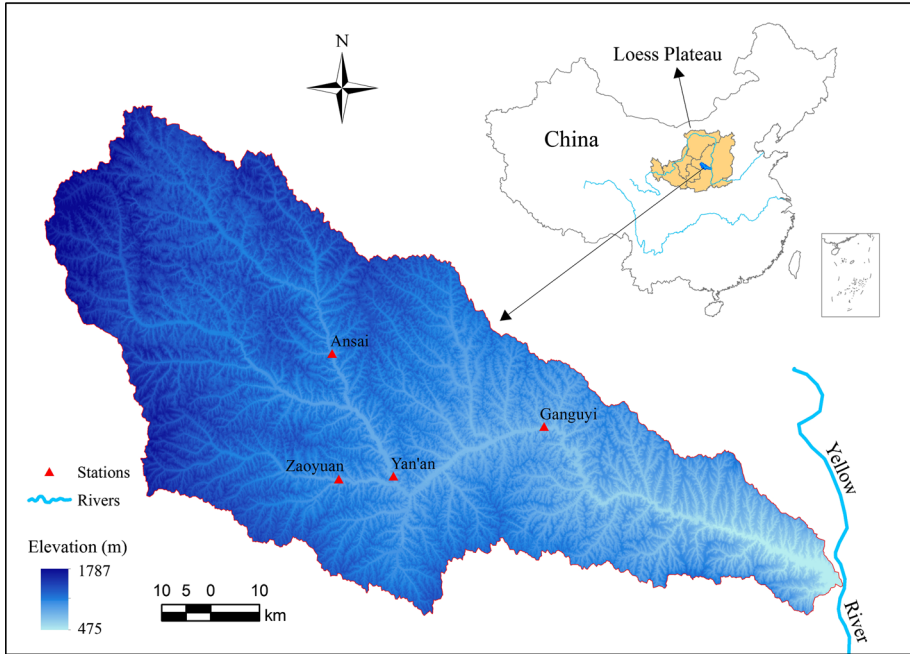 N
Loess Plateau
China
Ansai
Ganguyi
Zaoyuan
Yan'an
Yellow
River
Stations
Rivers
Elevation (m)
1787
475
10 5 0 10
km